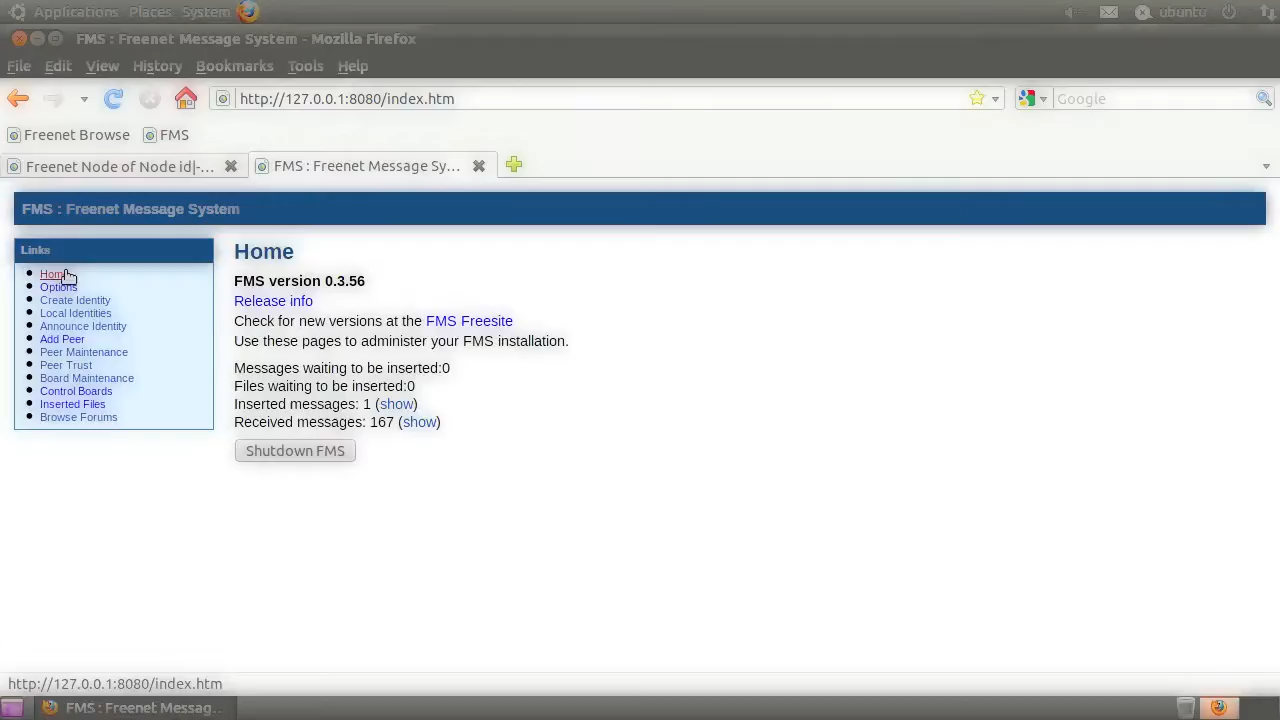 Applications Places System ubuntu
FMS : Freenet Message System - Mozilla Firefox
File Edit View History Bookmarks Tools Help
http://127.0.0.1:8080/index.htm Google
Freenet Browse FMS
Freenet Node of Node id|-... FMS : Freenet Message Sy...
FMS : Freenet Message System
Links
Home
Options
Create Identity
Local Identities
Announce Identity
Add Peer
Peer Maintenance
Peer Trust
Board Maintenance
Control Boards
Inserted Files
Browse Forums
Home
FMS version 0.3.56
Release info
Check for new versions at the FMS Freesite
Use these pages to administer your FMS installation.
Messages waiting to be inserted:0
Files waiting to be inserted:0
Inserted messages: 1 (show)
Received messages: 167 (show)
Shutdown FMS
http://127.0.0.1:8080/index.htm
FMS : Freenet Messag...